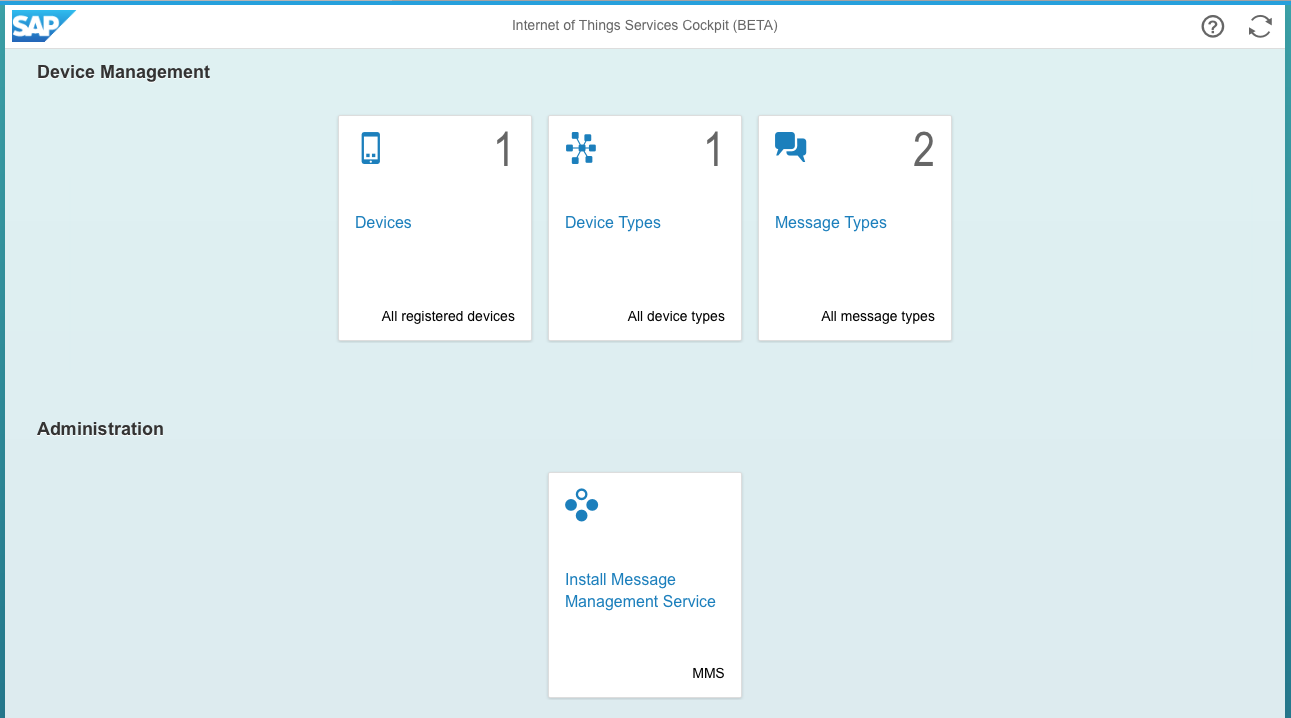 SAP
Internet of Things Services Cockpit (BETA)
?
Device Management
1
Devices
All registered devices
1
Device Types
All device types
2
Message Types
All message types
Administration
Install Message
Management Service
MMS